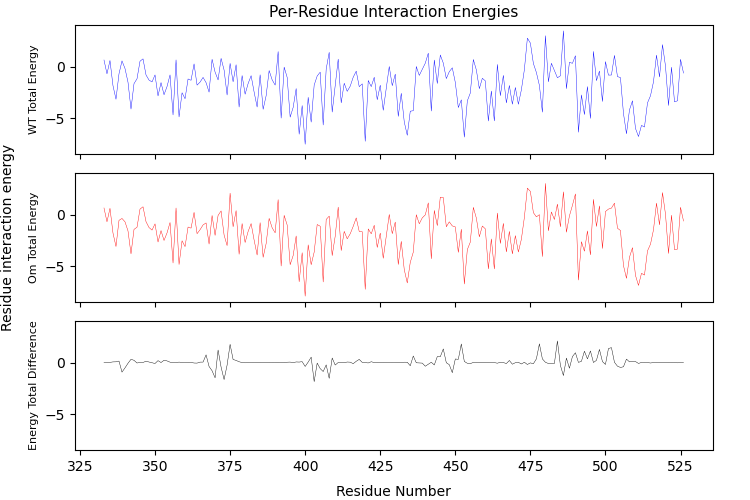 Per-Residue Interaction Energies
Residue interaction energy
WT Total Energy
0
−5
Om Total Energy
0
−5
Energy Total Difference
0
−5
325 350 375 400 425 450 475 500 525
Residue Number